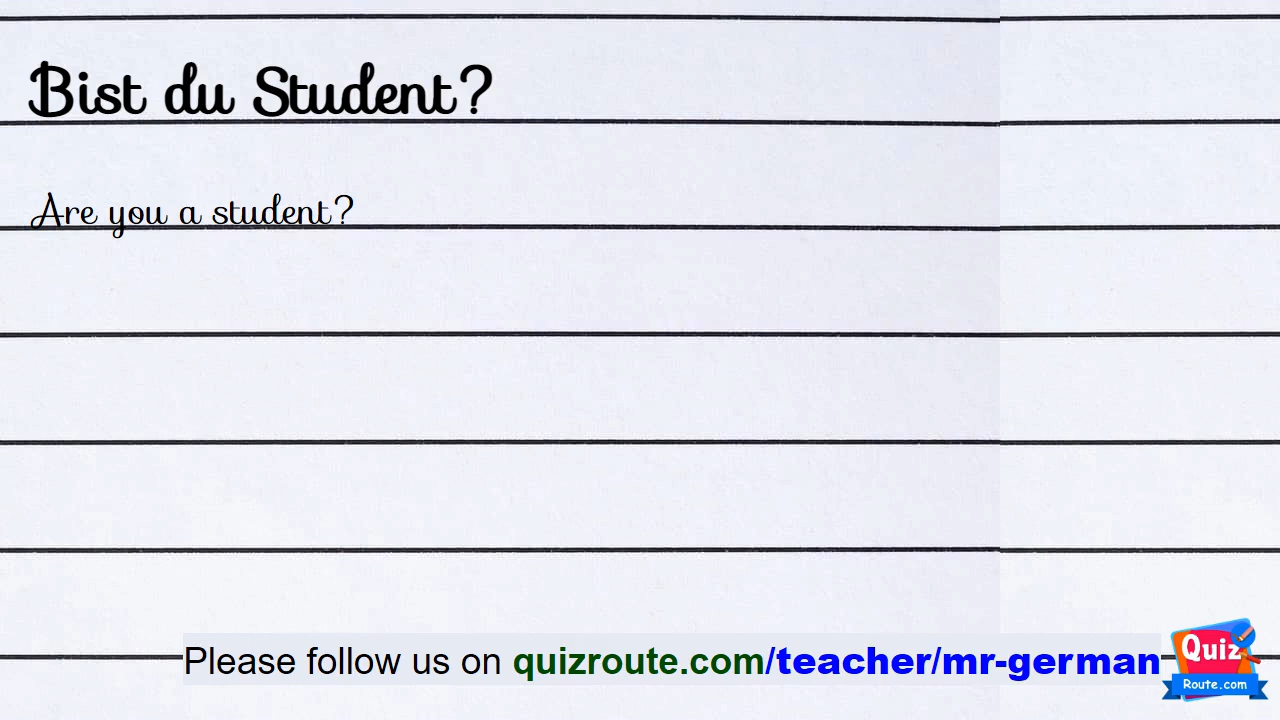 Bist du Student?
Are you a student?
Please follow us on quizroute.com/teacher/mr-german
Quiz
Route.com